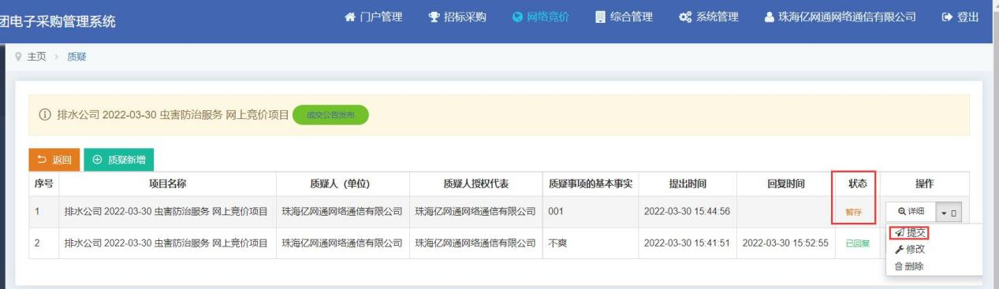 团电子采购管理系统 门户管理 招标采购 网络竞价 综合管理 系统管理 珠海亿网通网络通信有限公司 登出
主页 > 质疑
排水公司 2022-03-30 虫害防治服务 网上竞价项目 成交公告发布
返回 质疑新增
序号 项目名称 质疑人（单位） 质疑人授权代表 质疑事项的基本事实 提出时间 回复时间 状态 操作
1 排水公司 2022-03-30 虫害防治服务 网上竞价项目 珠海亿网通网络通信有限公司 珠海亿网通网络通信有限公司 001 2022-03-30 15:44:56 暂存 详细
提交
2 排水公司 2022-03-30 虫害防治服务 网上竞价项目 珠海亿网通网络通信有限公司 珠海亿网通网络通信有限公司 不爽 2022-03-30 15:41:51 2022-03-30 15:52:55 已回复
修改
删除